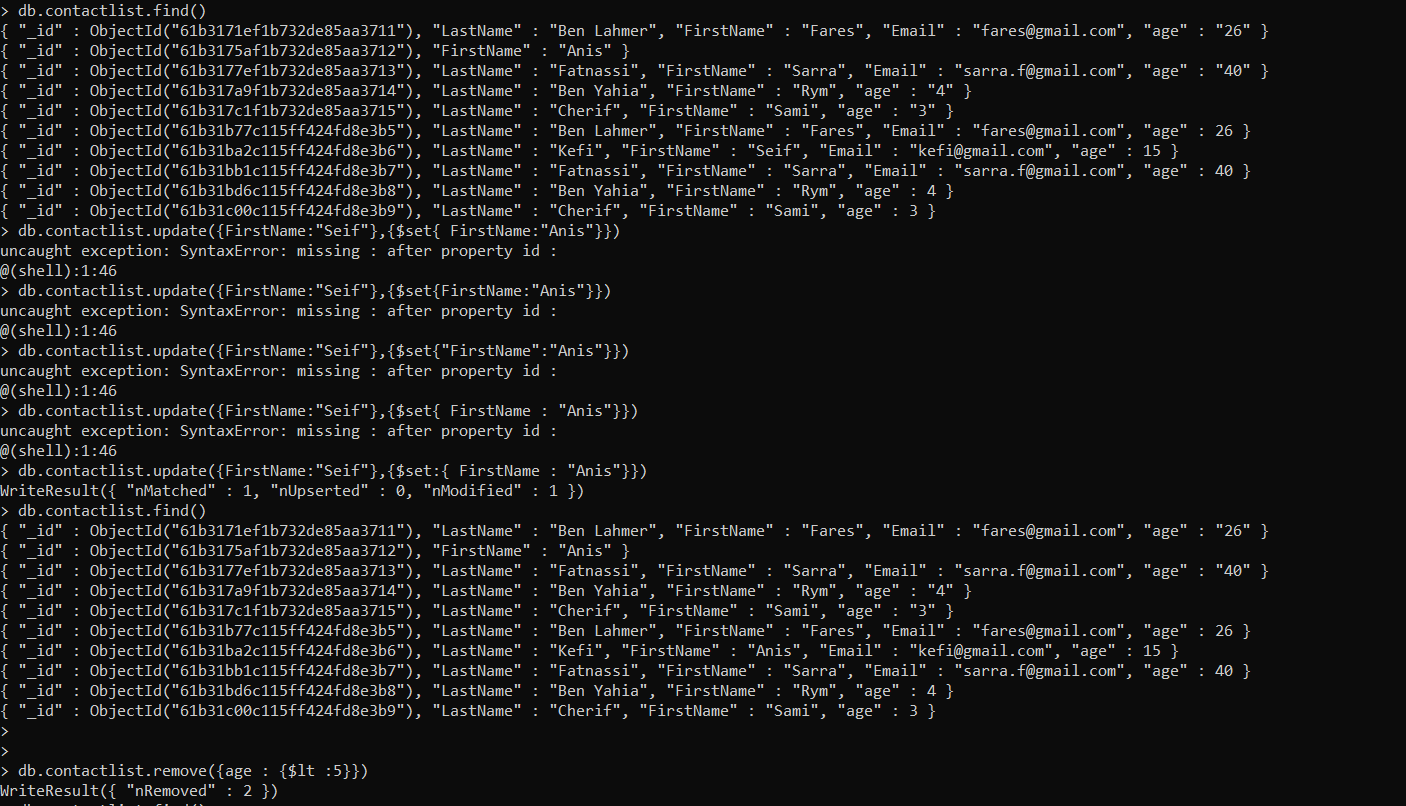 > db.contactlist.find()
{ "_id" : ObjectId("61b3171ef1b732de85aa3711"), "LastName" : "Ben Lahmer", "FirstName" : "Fares", "Email" : "fares@gmail.com", "age" : "26" }
{ "_id" : ObjectId("61b3175af1b732de85aa3712"), "FirstName" : "Anis" }
{ "_id" : ObjectId("61b3177ef1b732de85aa3713"), "LastName" : "Fatnassi", "FirstName" : "Sarra", "Email" : "sarra.f@gmail.com", "age" : "40" }
{ "_id" : ObjectId("61b317a9f1b732de85aa3714"), "LastName" : "Ben Yahia", "FirstName" : "Rym", "age" : "4" }
{ "_id" : ObjectId("61b317c1f1b732de85aa3715"), "LastName" : "Cherif", "FirstName" : "Sami", "age" : "3" }
{ "_id" : ObjectId("61b31b77c115ff424fd8e3b5"), "LastName" : "Ben Lahmer", "FirstName" : "Fares", "Email" : "fares@gmail.com", "age" : 26 }
{ "_id" : ObjectId("61b31ba2c115ff424fd8e3b6"), "LastName" : "Kefi", "FirstName" : "Seif", "Email" : "kefi@gmail.com", "age" : 15 }
{ "_id" : ObjectId("61b31bb1c115ff424fd8e3b7"), "LastName" : "Fatnassi", "FirstName" : "Sarra", "Email" : "sarra.f@gmail.com", "age" : 40 }
{ "_id" : ObjectId("61b31bd6c115ff424fd8e3b8"), "LastName" : "Ben Yahia", "FirstName" : "Rym", "age" : 4 }
{ "_id" : ObjectId("61b31c00c115ff424fd8e3b9"), "LastName" : "Cherif", "FirstName" : "Sami", "age" : 3 }
> db.contactlist.update({FirstName:"Seif"},{$set{ FirstName:"Anis"}})
uncaught exception: SyntaxError: missing : after property id :
@(shell):1:46
> db.contactlist.update({FirstName:"Seif"},{$set{FirstName:"Anis"}})
uncaught exception: SyntaxError: missing : after property id :
@(shell):1:46
> db.contactlist.update({FirstName:"Seif"},{$set{"FirstName":"Anis"}})
uncaught exception: SyntaxError: missing : after property id :
@(shell):1:46
> db.contactlist.update({FirstName:"Seif"},{$set{ FirstName : "Anis"}})
uncaught exception: SyntaxError: missing : after property id :
@(shell):1:46
> db.contactlist.update({FirstName:"Seif"},{$set:{ FirstName : "Anis"}})
WriteResult({ "nMatched" : 1, "nUpserted" : 0, "nModified" : 1 })
> db.contactlist.find()
{ "_id" : ObjectId("61b3171ef1b732de85aa3711"), "LastName" : "Ben Lahmer", "FirstName" : "Fares", "Email" : "fares@gmail.com", "age" : "26" }
{ "_id" : ObjectId("61b3175af1b732de85aa3712"), "FirstName" : "Anis" }
{ "_id" : ObjectId("61b3177ef1b732de85aa3713"), "LastName" : "Fatnassi", "FirstName" : "Sarra", "Email" : "sarra.f@gmail.com", "age" : "40" }
{ "_id" : ObjectId("61b317a9f1b732de85aa3714"), "LastName" : "Ben Yahia", "FirstName" : "Rym", "age" : "4" }
{ "_id" : ObjectId("61b317c1f1b732de85aa3715"), "LastName" : "Cherif", "FirstName" : "Sami", "age" : "3" }
{ "_id" : ObjectId("61b31b77c115ff424fd8e3b5"), "LastName" : "Ben Lahmer", "FirstName" : "Fares", "Email" : "fares@gmail.com", "age" : 26 }
{ "_id" : ObjectId("61b31ba2c115ff424fd8e3b6"), "LastName" : "Kefi", "FirstName" : "Anis", "Email" : "kefi@gmail.com", "age" : 15 }
{ "_id" : ObjectId("61b31bb1c115ff424fd8e3b7"), "LastName" : "Fatnassi", "FirstName" : "Sarra", "Email" : "sarra.f@gmail.com", "age" : 40 }
{ "_id" : ObjectId("61b31bd6c115ff424fd8e3b8"), "LastName" : "Ben Yahia", "FirstName" : "Rym", "age" : 4 }
{ "_id" : ObjectId("61b31c00c115ff424fd8e3b9"), "LastName" : "Cherif", "FirstName" : "Sami", "age" : 3 }
>
>
> db.contactlist.remove({age : {$lt :5}})
WriteResult({ "nRemoved" : 2 })